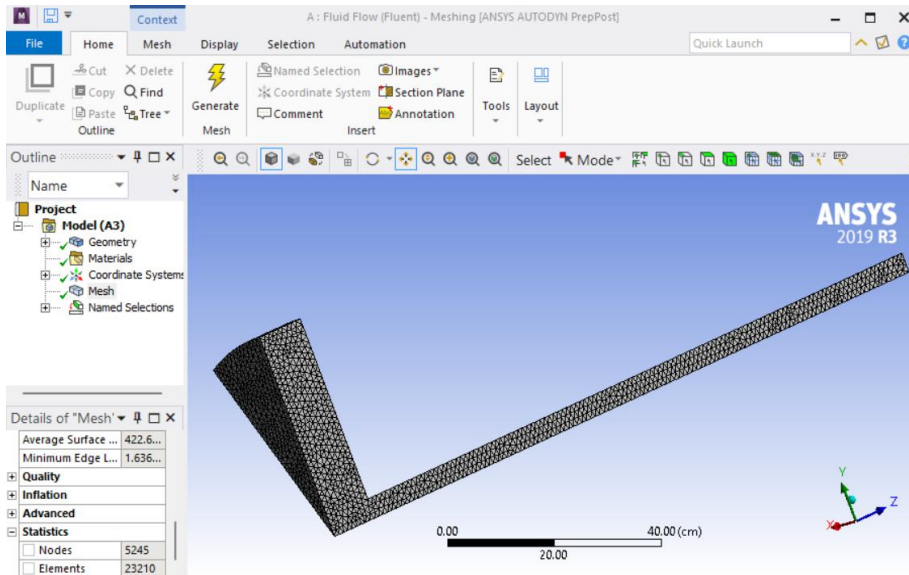 Context
A : Fluid Flow (Fluent) - Meshing [ANSYS AUTODYN PrepPost]
File Home Mesh Display Selection Automation Quick Launch
Duplicate
Cut
Copy
Paste
Delete
Find
Tree
Outline
Generate
Mesh
Named Selection
Coordinate System
Comment
Images
Section Plane
Annotation
Insert
Tools
Layout
Outline
Select Mode
Name
Project
Model (A3)
Geometry
Materials
Coordinate Systems
Mesh
Named Selections
Details of "Mesh"
Average Surface ... 422.6...
Minimum Edge L... 1.636...
Quality
Inflation
Advanced
Statistics
Nodes 5245
Elements 23210
ANSYS
2019 R3
0.00 40.00 (cm)
20.00
Y
Z
X